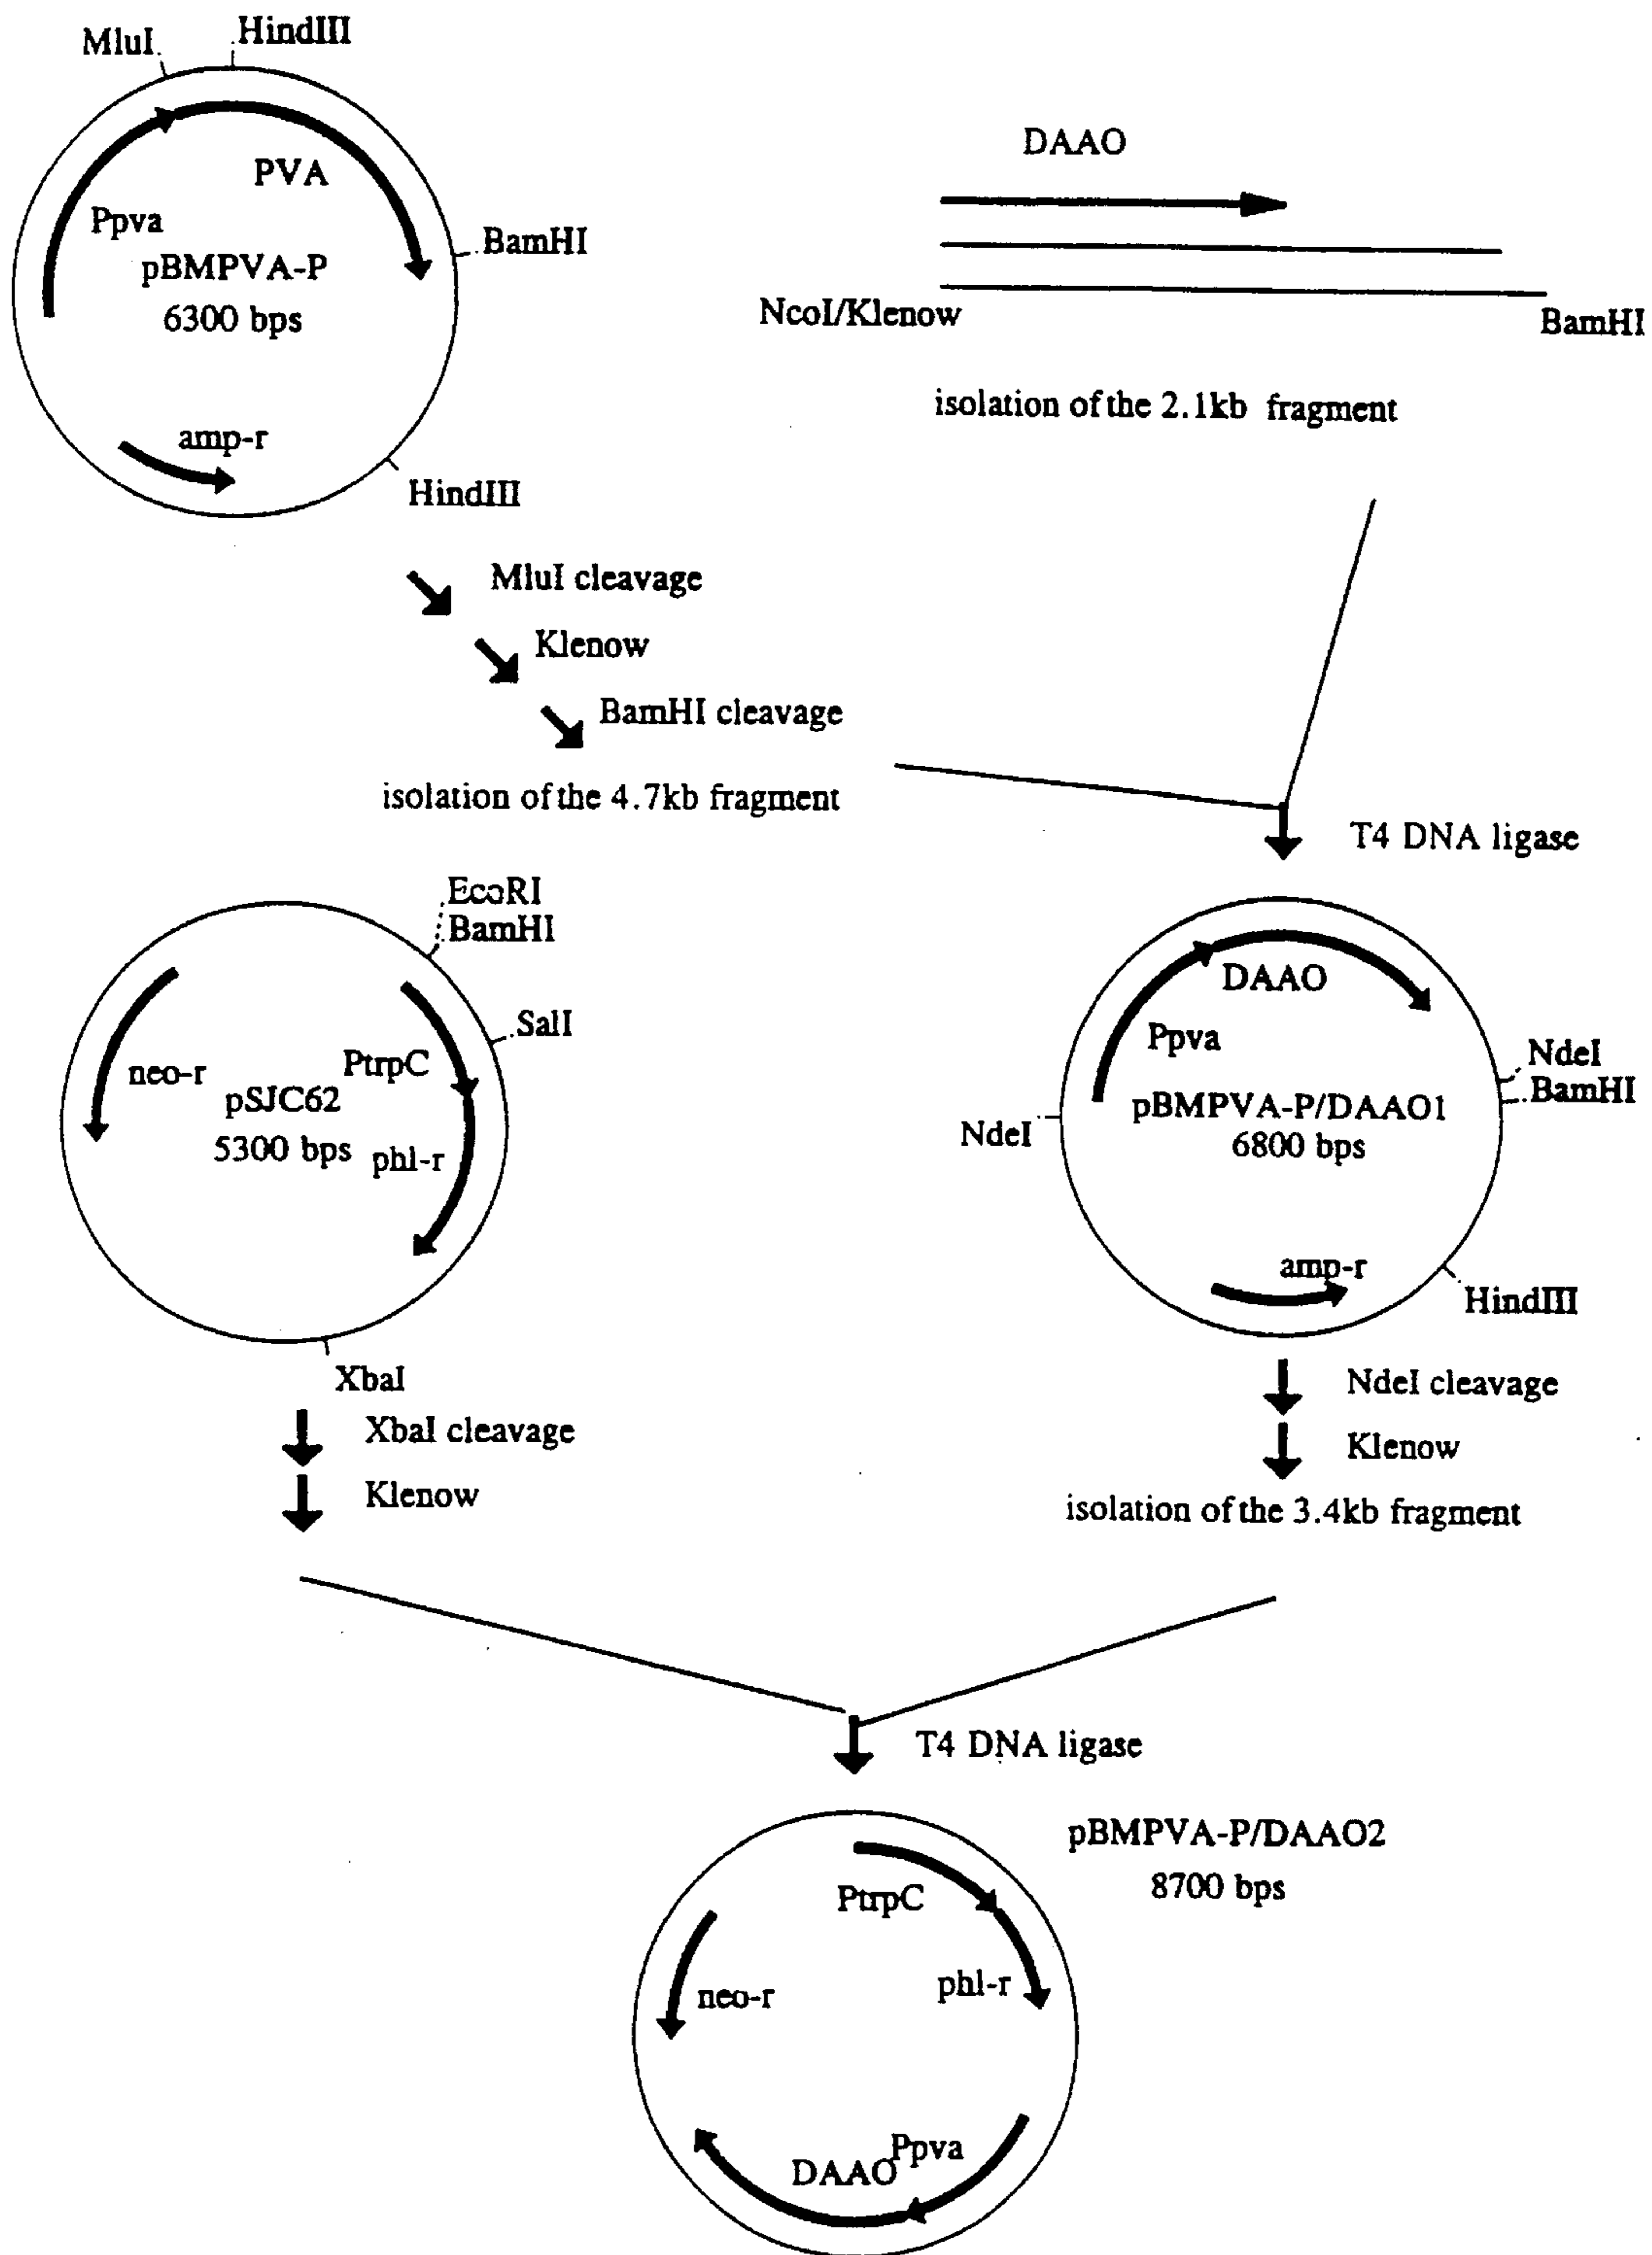 MluI
HindIII
PVA
Ppva
pBMPVA-P
6300 bps
BamHI
amp-r
HindIII
DAAO
NcoI/Klenow
BamHI
isolation of the 2.1kb fragment
MluI cleavage
Klenow
BamHI cleavage
isolation of the 4.7kb fragment
T4 DNA ligase
EcoRI
BamHI
SalI
PtrpC
neo-r
pSJC62
5300 bps
phl-r
XbaI
XbaI cleavage
Klenow
DAAO
Ppva
NdeI
BamHI
pBMPVA-P/DAAO1
6800 bps
NdeI
amp-r
HindIII
NdeI cleavage
Klenow
isolation of the 3.4kb fragment
T4 DNA ligase
pBMPVA-P/DAAO2
8700 bps
PtrpC
phl-r
neo-r
Ppva
DAAO